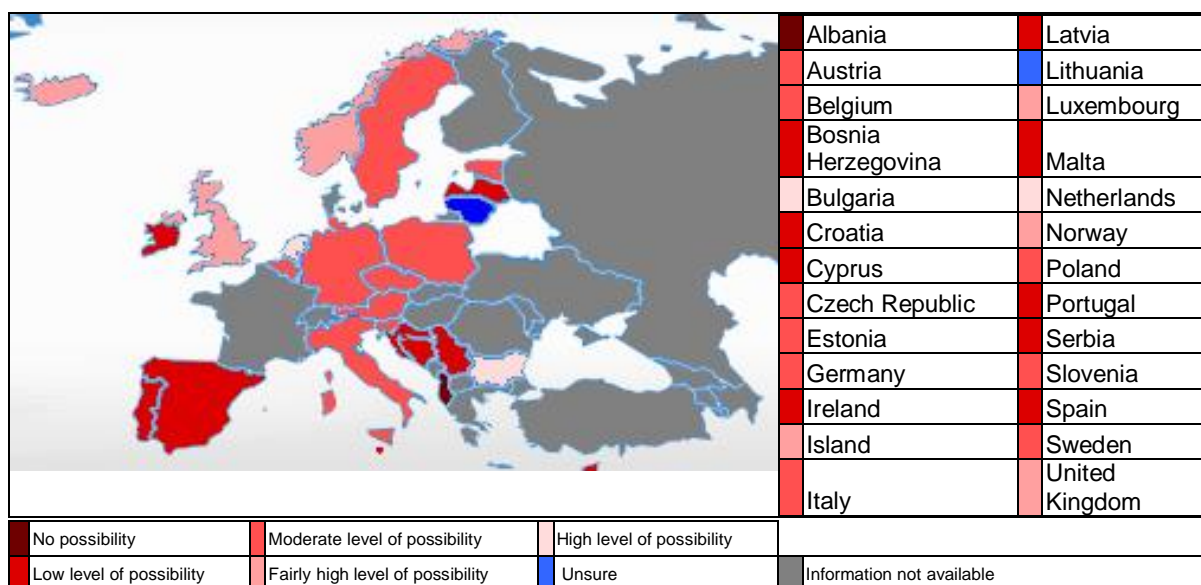 Albania Latvia
Austria Lithuania
Belgium Luxembourg
Bosnia
Herzegovina Malta
Bulgaria Netherlands
Croatia Norway
Cyprus Poland
Czech Republic Portugal
Estonia Serbia
Germany Slovenia
Ireland Spain
Island Sweden
Italy United
Kingdom
No possibility Moderate level of possibility High level of possibility
Low level of possibility Fairly high level of possibility Unsure Information not available